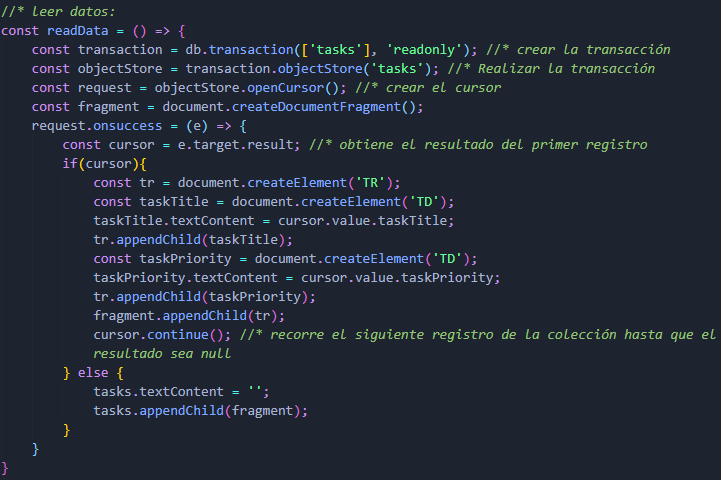 //* leer datos:
const readData = () => {
    const transaction = db.transaction(['tasks'], 'readonly'); //* crear la transacción
    const objectStore = transaction.objectStore('tasks'); //* Realizar la transacción
    const request = objectStore.openCursor(); //* crear el cursor
    const fragment = document.createDocumentFragment();
    request.onsuccess = (e) => {
        const cursor = e.target.result; //* obtiene el resultado del primer registro
        if(cursor){
            const tr = document.createElement('TR');
            const taskTitle = document.createElement('TD');
            taskTitle.textContent = cursor.value.taskTitle;
            tr.appendChild(taskTitle);
            const taskPriority = document.createElement('TD');
            taskPriority.textContent = cursor.value.taskPriority;
            tr.appendChild(taskPriority);
            fragment.appendChild(tr);
            cursor.continue(); //* recorre el siguiente registro de la colección hasta que el
            resultado sea null
        } else {
            tasks.textContent = '';
            tasks.appendChild(fragment);
        }
    }
}